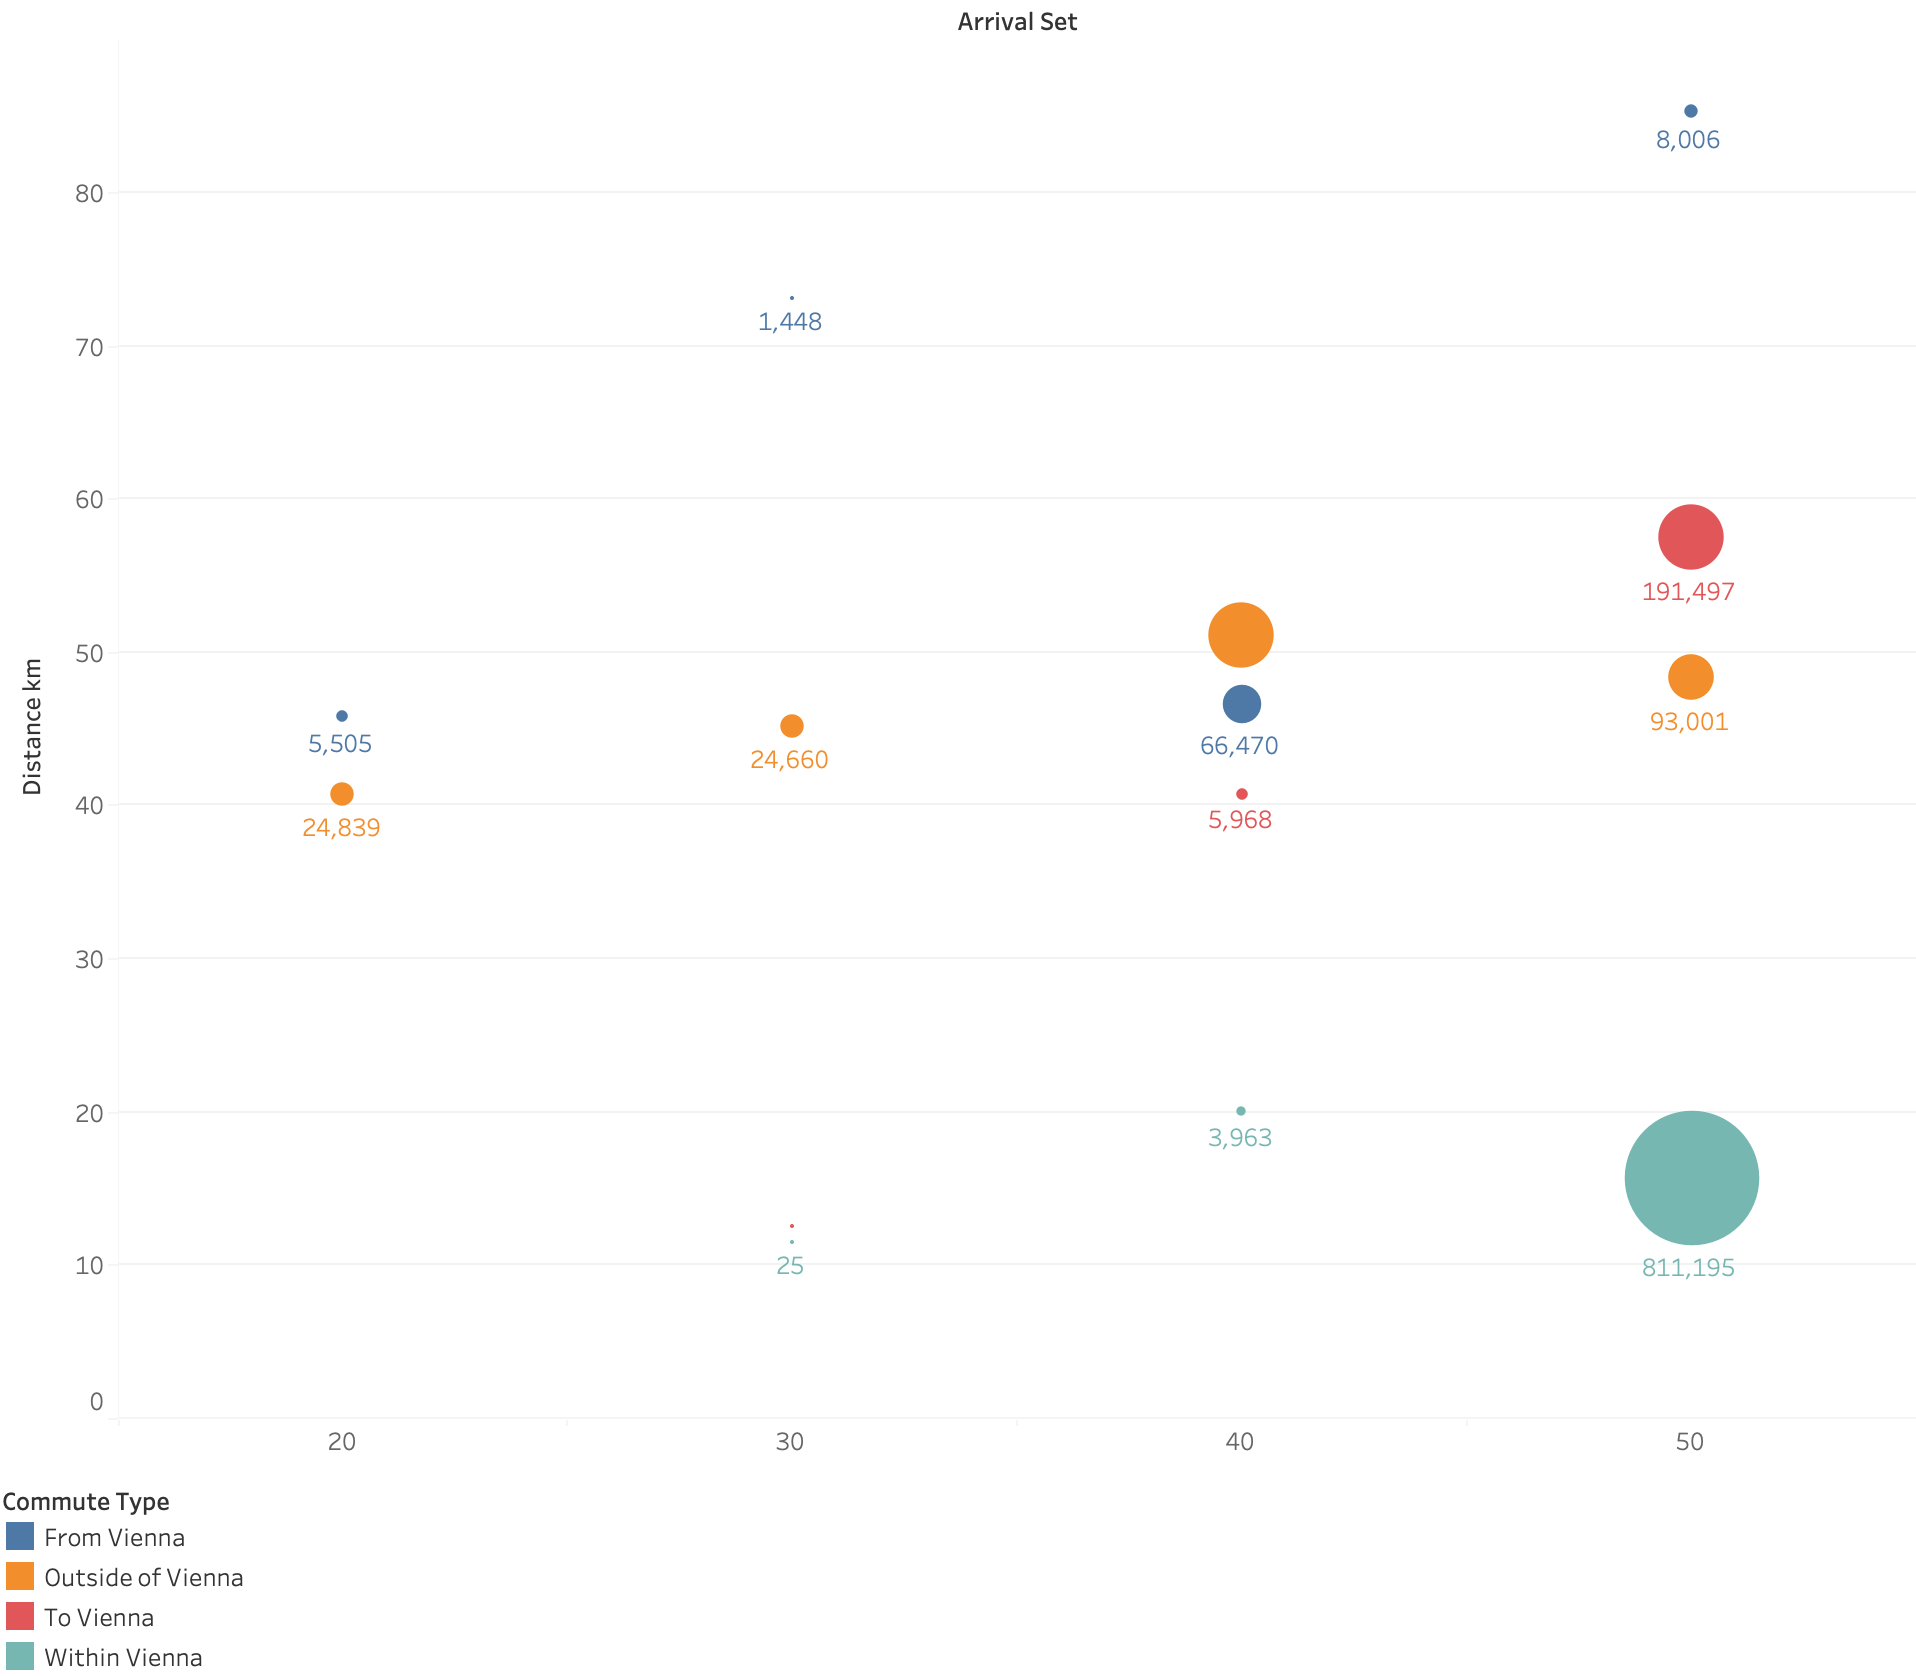 Arrival Set
8,006
80
1,448
70
60
191,497
50
93,001
5,505
24,660
66,470
Distance km
40
5,968
24,839
30
20
3,963
10
25
811,195
0
20 30 40 50
Commute Type
From Vienna
Outside of Vienna
To Vienna
Within Vienna